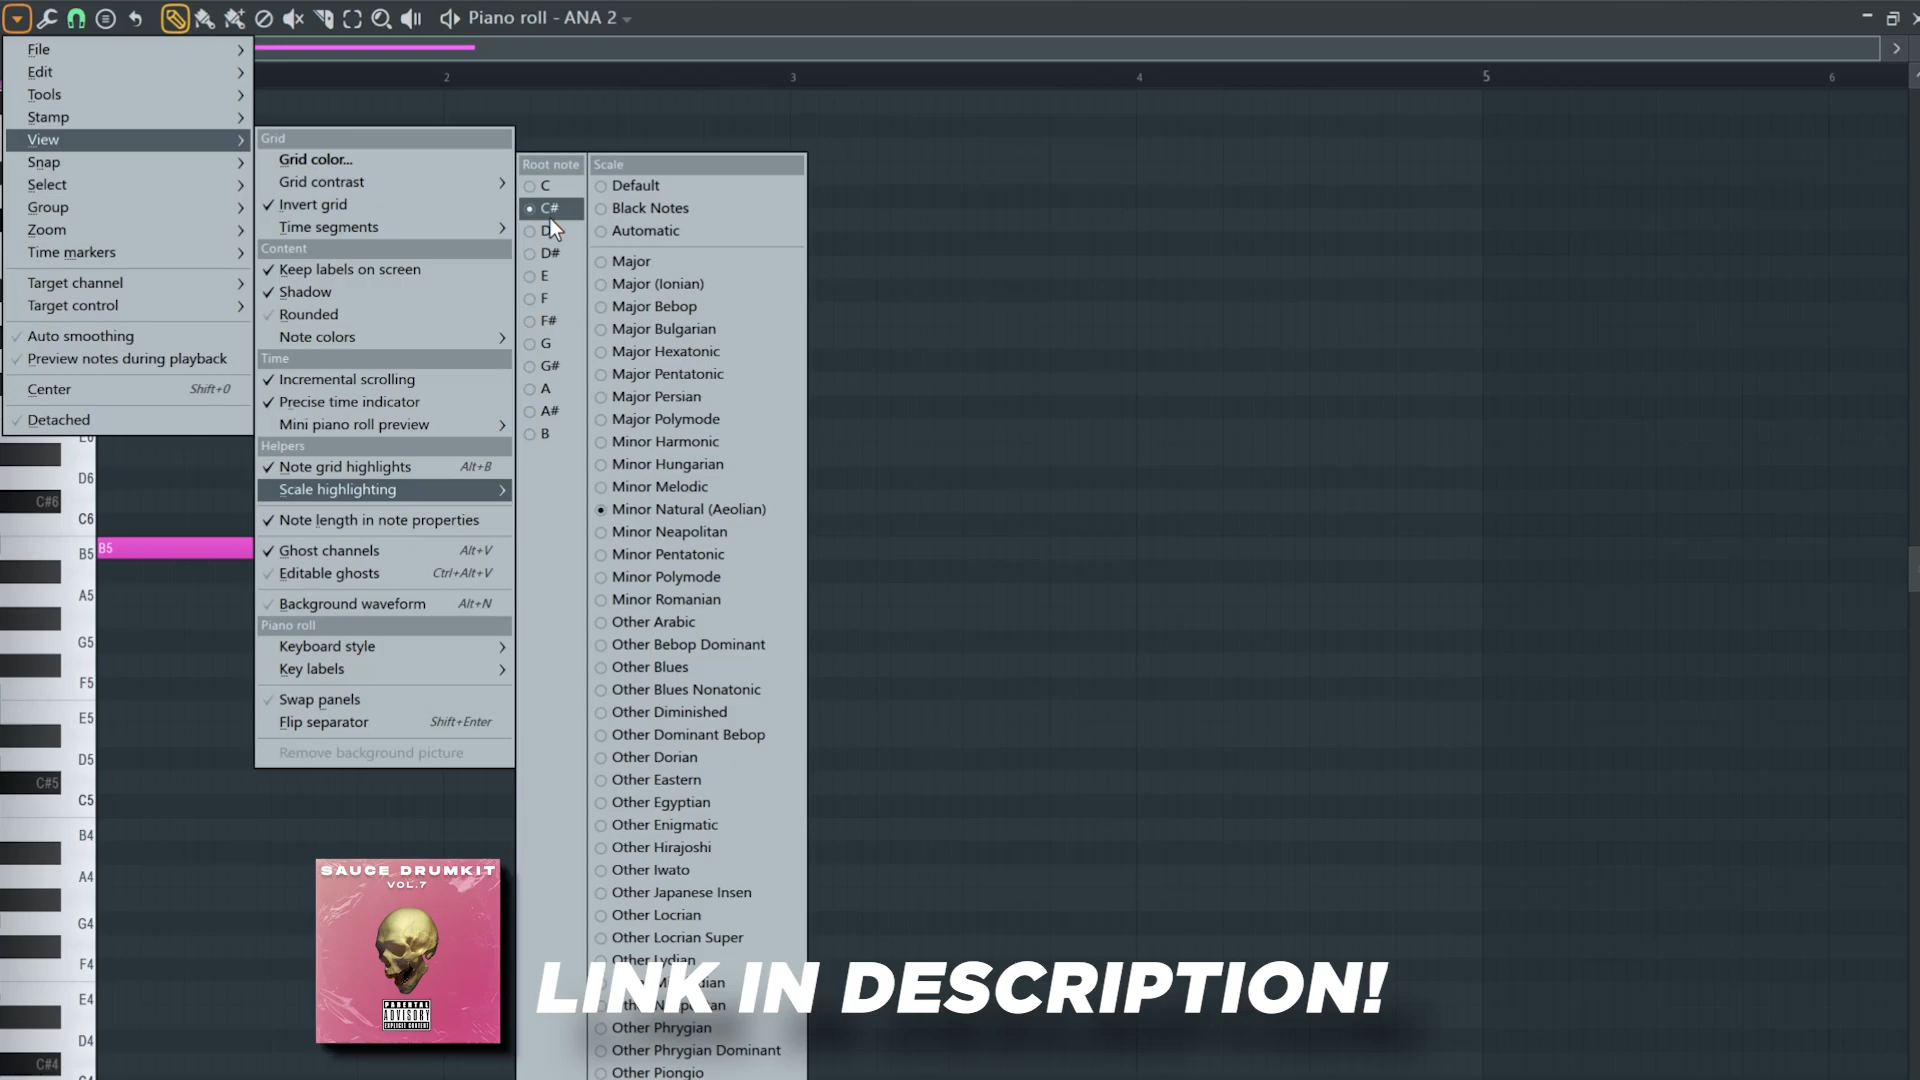 Piano roll - ANA 2
File
Edit
Tools
Stamp
View
Snap
Select
Group
Zoom
Time markers
Target channel
Target control
Auto smoothing
Preview notes during playback
Center Shift+0
Detached
2 3 4 5 6
Grid
Grid color...
Grid contrast
Invert grid
Time segments
Content
Keep labels on screen
Shadow
Rounded
Note colors
Time
Incremental scrolling
Precise time indicator
Mini piano roll preview
Helpers
Note grid highlights Alt+B
Scale highlighting
Note length in note properties
Ghost channels Alt+V
Editable ghosts Ctrl+Alt+V
Background waveform Alt+N
Piano roll
Keyboard style
Key labels
Swap panels
Flip separator Shift+Enter
Remove background picture
Root note
C
C#
D
D#
E
F
F#
G
G#
A
A#
B
Scale
Default
Black Notes
Automatic
Major
Major (Ionian)
Major Bebop
Major Bulgarian
Major Hexatonic
Major Pentatonic
Major Persian
Major Polymode
Minor Harmonic
Minor Hungarian
Minor Melodic
Minor Natural (Aeolian)
Minor Neapolitan
Minor Pentatonic
Minor Polymode
Minor Romanian
Other Arabic
Other Bebop Dominant
Other Blues
Other Blues Nonatonic
Other Diminished
Other Dominant Bebop
Other Dorian
Other Eastern
Other Egyptian
Other Enigmatic
Other Hirajoshi
Other Iwato
Other Japanese Insen
Other Locrian
Other Locrian Super
Other Lydian
Other Phrygian
Other Phrygian Dominant
Other Piongio
D6
C#6
C6
B5 B5
A5
G5
F5
E5
D5
C#5
C5
B4
A4
G4
F4
E4
D4
C#4
SAUCE DRUMKIT
VOL.7
PARENTAL
ADVISORY
EXPLICIT CONTENT
LINK IN DESCRIPTION!